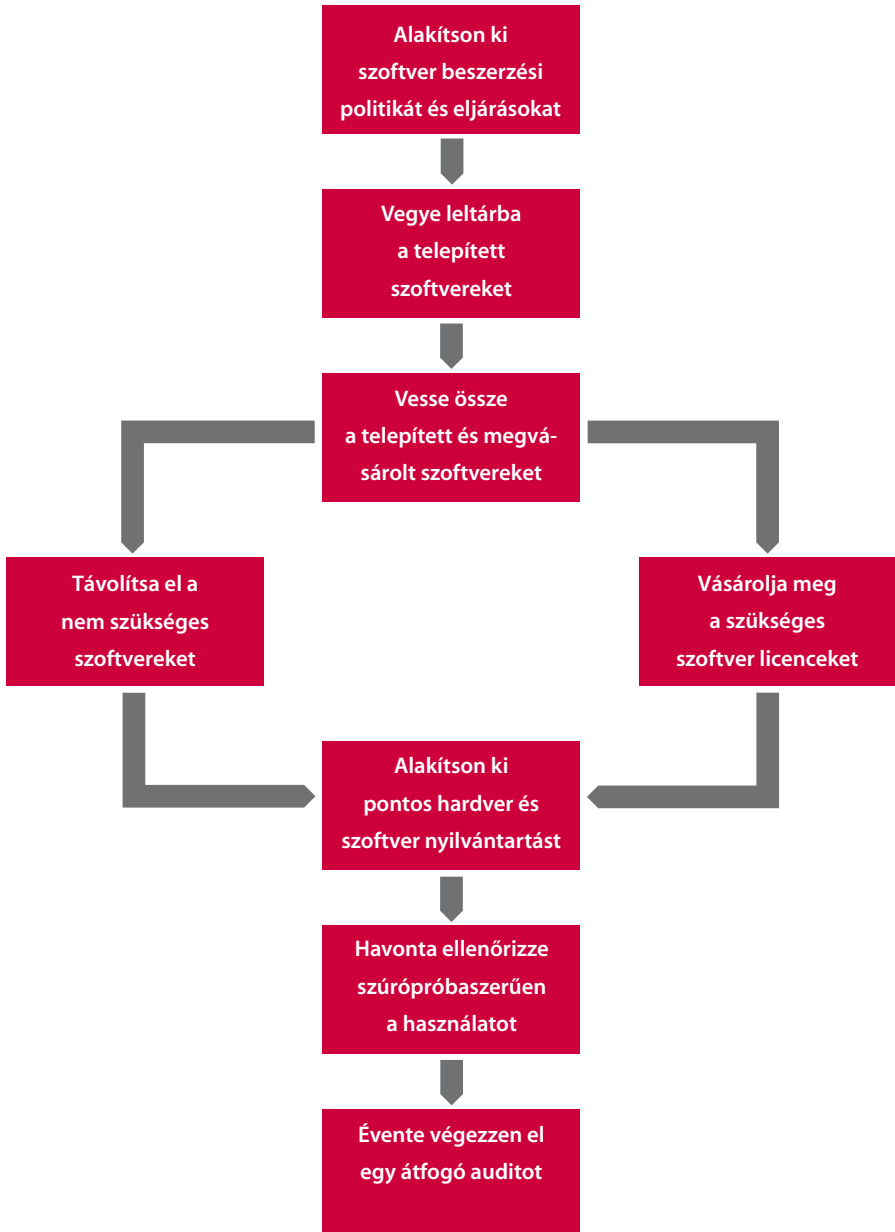 Alakítson ki
szoftver beszerzési
politikát és eljárásokat
Vegye leltárba
a telepített
szoftvereket
Vesse össze
a telepített és megvá-
sárolt szoftvereket
Távolítsa el a
nem szükséges
szoftvereket
Vásárolja meg
a szükséges
szoftver licenceket
Alakítson ki
pontos hardver és
szoftver nyilvántartást
Havonta ellenőrizze
szúrópróbaszerűen
a használatot
Évente végezzen el
egy átfogó auditot